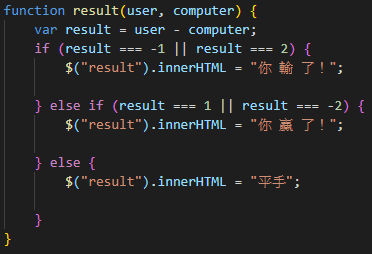 function result(user, computer) {
    var result = user - computer;
    if (result === -1 || result === 2) {
        $("result").innerHTML = "你 輸 了！";
    } else if (result === 1 || result === -2) {
        $("result").innerHTML = "你 贏 了！";
    } else {
        $("result").innerHTML = "平手";
    }
}